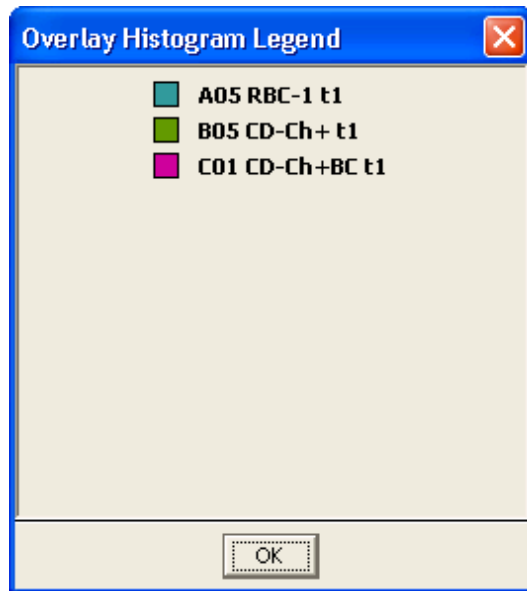 Overlay Histogram Legend
A05 RBC-1 t1
B05 CD-Ch+ t1
C01 CD-Ch+BC t1
OK